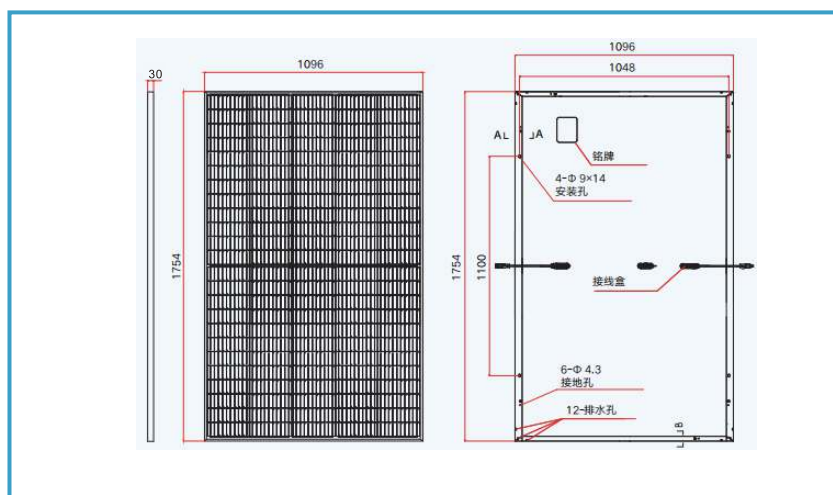 30
1096
1754
1096
1048
A
A
铭牌
4-Φ 9×14
安装孔
1754
1100
接线盒
6-Φ 4.3
接地孔
12-排水孔
B